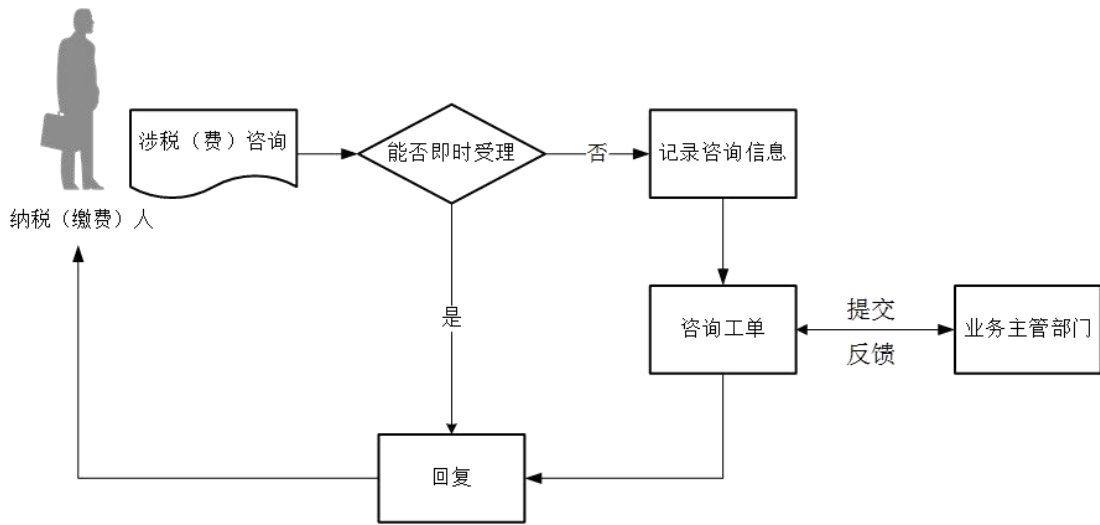 涉税（费）咨询
能否即时受理
否
记录咨询信息
纳税（缴费）人
是
咨询工单
提交
反馈
业务主管部门
回复